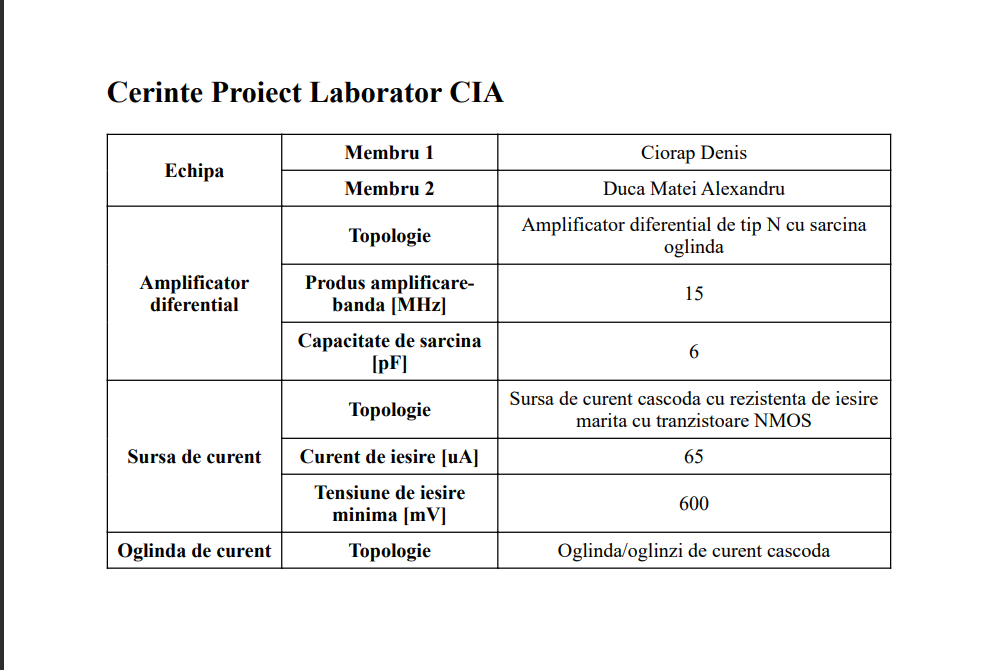 Cerinte Proiect Laborator CIA
Echipa
Membru 1
Ciorap Denis
Membru 2
Duca Matei Alexandru
Amplificator
diferential
Topologie
Amplificator diferential de tip N cu sarcina
oglinda
Produs amplificare-
banda [MHz]
15
Capacitate de sarcina
[pF]
6
Sursa de curent
Topologie
Sursa de curent cascoda cu rezistenta de iesire
marita cu tranzistoare NMOS
Curent de iesire [uA]
65
Tensiune de iesire
minima [mV]
600
Oglinda de curent
Topologie
Oglinda/oglinzi de curent cascoda